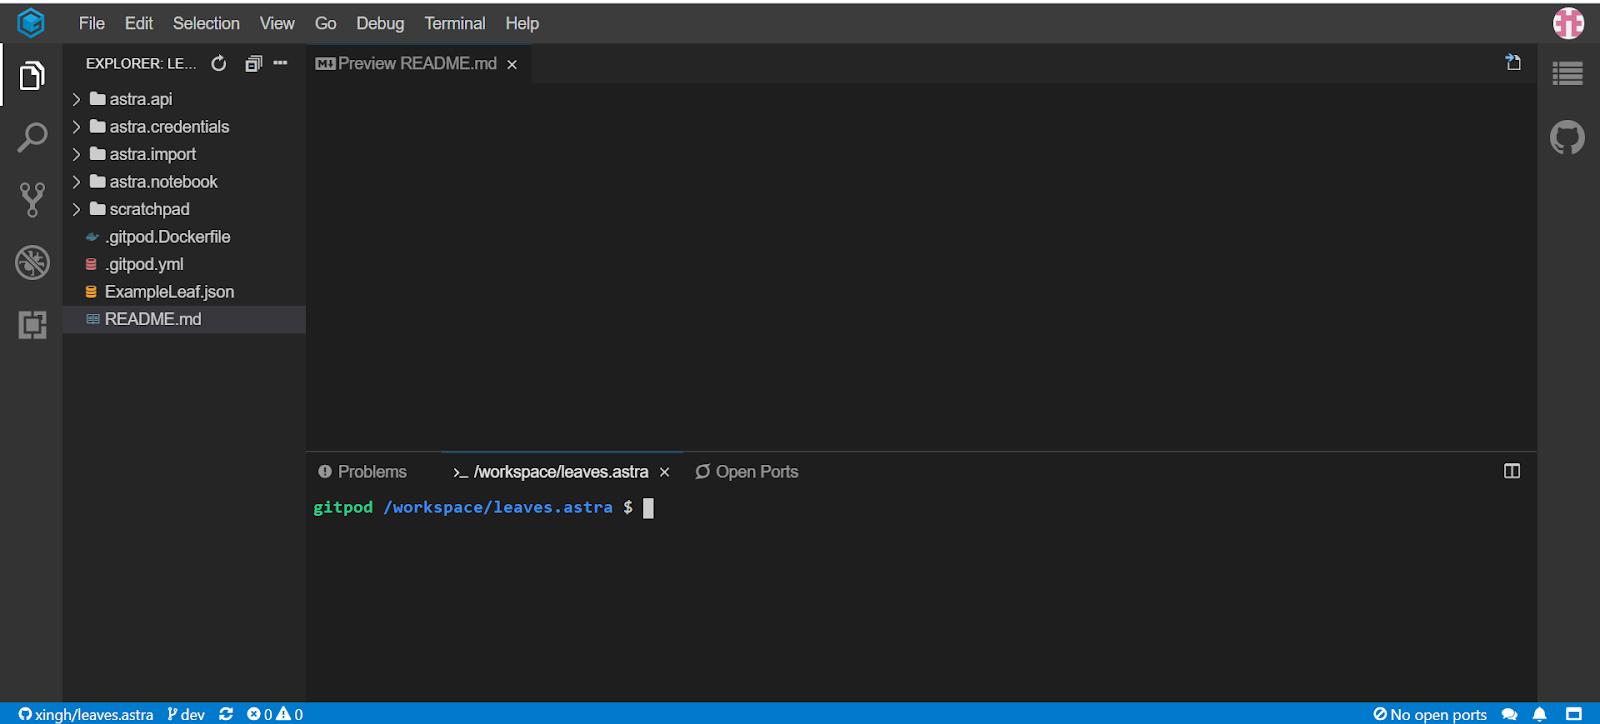 File Edit Selection View Go Debug Terminal Help
EXPLORER: LE...
Preview README.md
astra.api
astra.credentials
astra.import
astra.notebook
scratchpad
.gitpod.Dockerfile
.gitpod.yml
ExampleLeaf.json
README.md
Problems >_ /workspace/leaves.astra Open Ports
gitpod /workspace/leaves.astra $
xingh/leaves.astra dev 0 0 No open ports